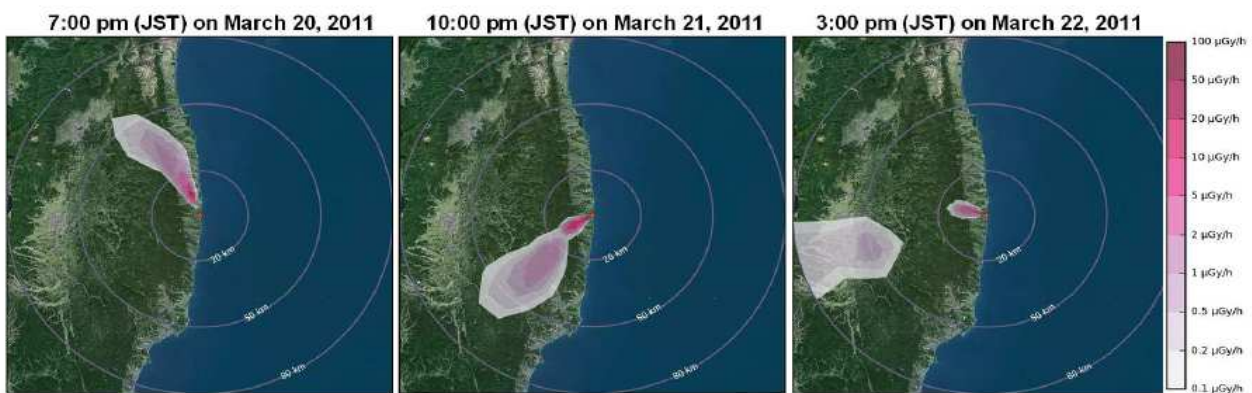 7:00 pm (JST) on March 20, 2011
10:00 pm (JST) on March 21, 2011
3:00 pm (JST) on March 22, 2011
20 km
50 km
80 km
20 km
50 km
80 km
20 km
50 km
80 km
100 µGy/h
50 µGy/h
20 µGy/h
10 µGy/h
5 µGy/h
2 µGy/h
1 µGy/h
0.5 µGy/h
0.2 µGy/h
0.1 µGy/h